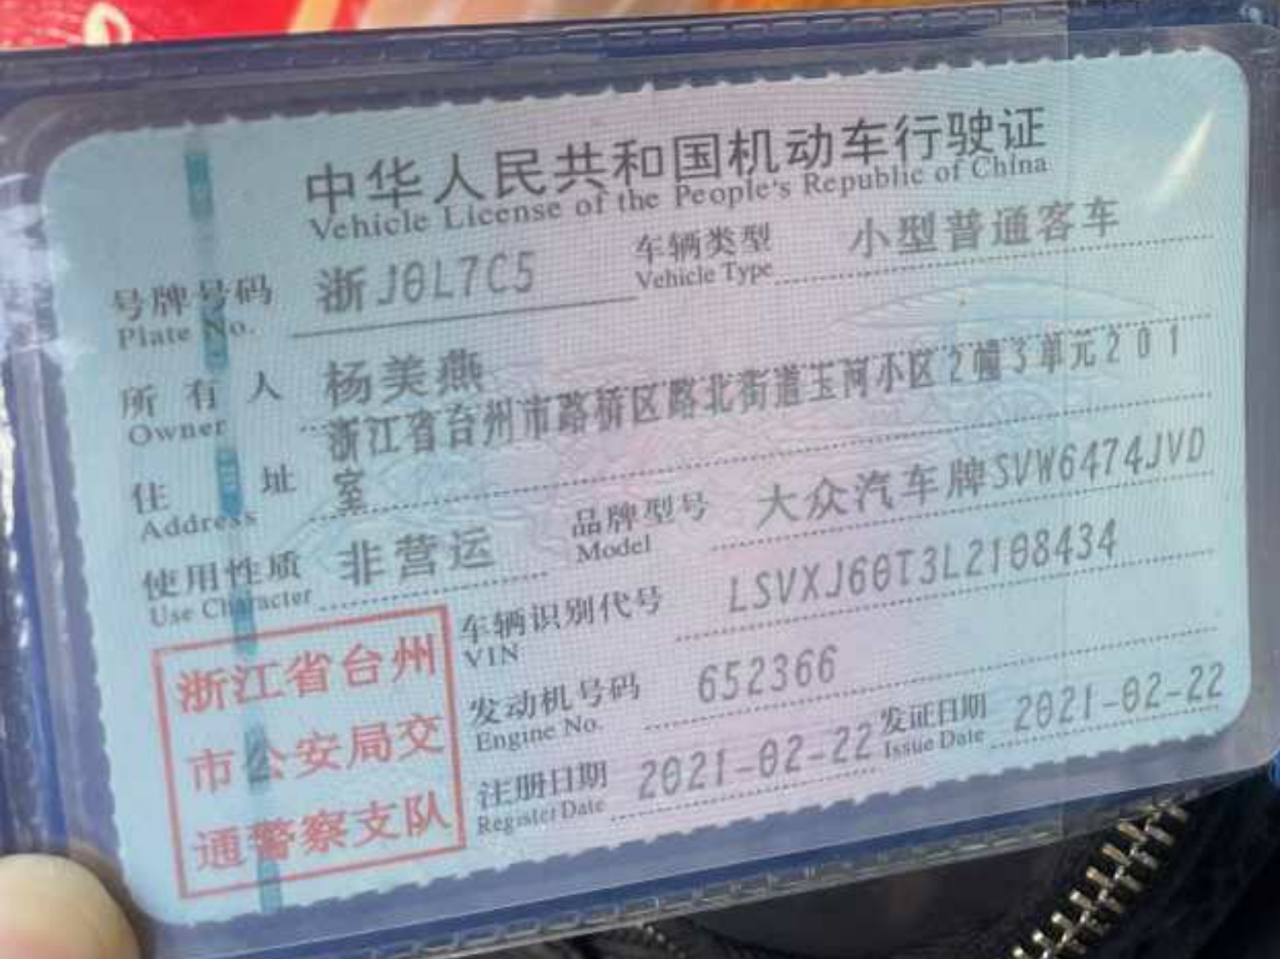 中华人民共和国机动车行驶证
Vehicle License of the People's Republic of China
号牌号码 浙J0L7C5 车辆类型 小型普通客车
Plate No. Vehicle Type
所有人 杨美燕
Owner
浙江省台州市路桥区路北街道玉河小区2幢3单元201
住址 室
Address
品牌型号 大众汽车牌SVW6474JVD
Model
使用性质 非营运
Use Character
车辆识别代号 LSVXJ60T3L2108434
VIN
浙江省台州
市公安局交
通警察支队
发动机号码 652366
Engine No.
注册日期 2021-02-22 发证日期 2021-02-22
Register Date Issue Date